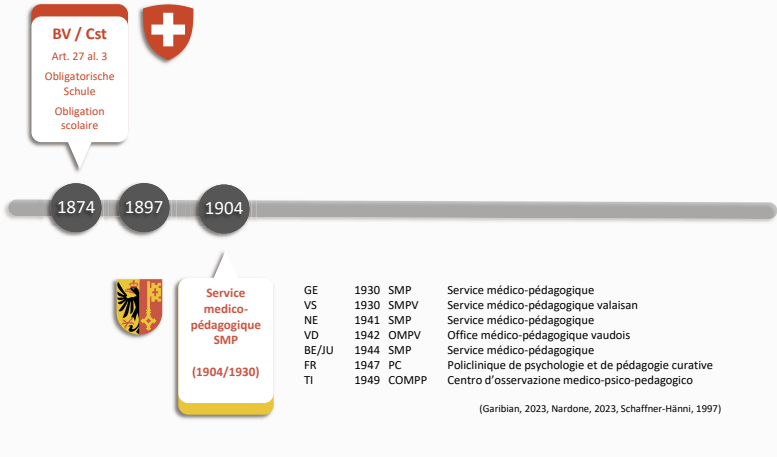 BV / Cst
Art. 27 al. 3
Obligatorische
Schule
Obligation
scolaire
1874
1897
1904
Service
medico-
pédagogique
SMP
(1904/1930)
GE 1930 SMP Service médico-pédagogique
VS 1930 SMPV Service médico-pédagogique valaisan
NE 1941 SMP Service médico-pédagogique
VD 1942 OMPV Office médico-pédagogique vaudois
BE/JU 1944 SMP Service médico-pédagogique
FR 1947 PC Policlinique de psychologie et de pédagogie curative
TI 1949 COMPP Centro d’osservazione medico-psico-pedagogico
(Garibian, 2023, Nardone, 2023, Schaffner-Hänni, 1997)